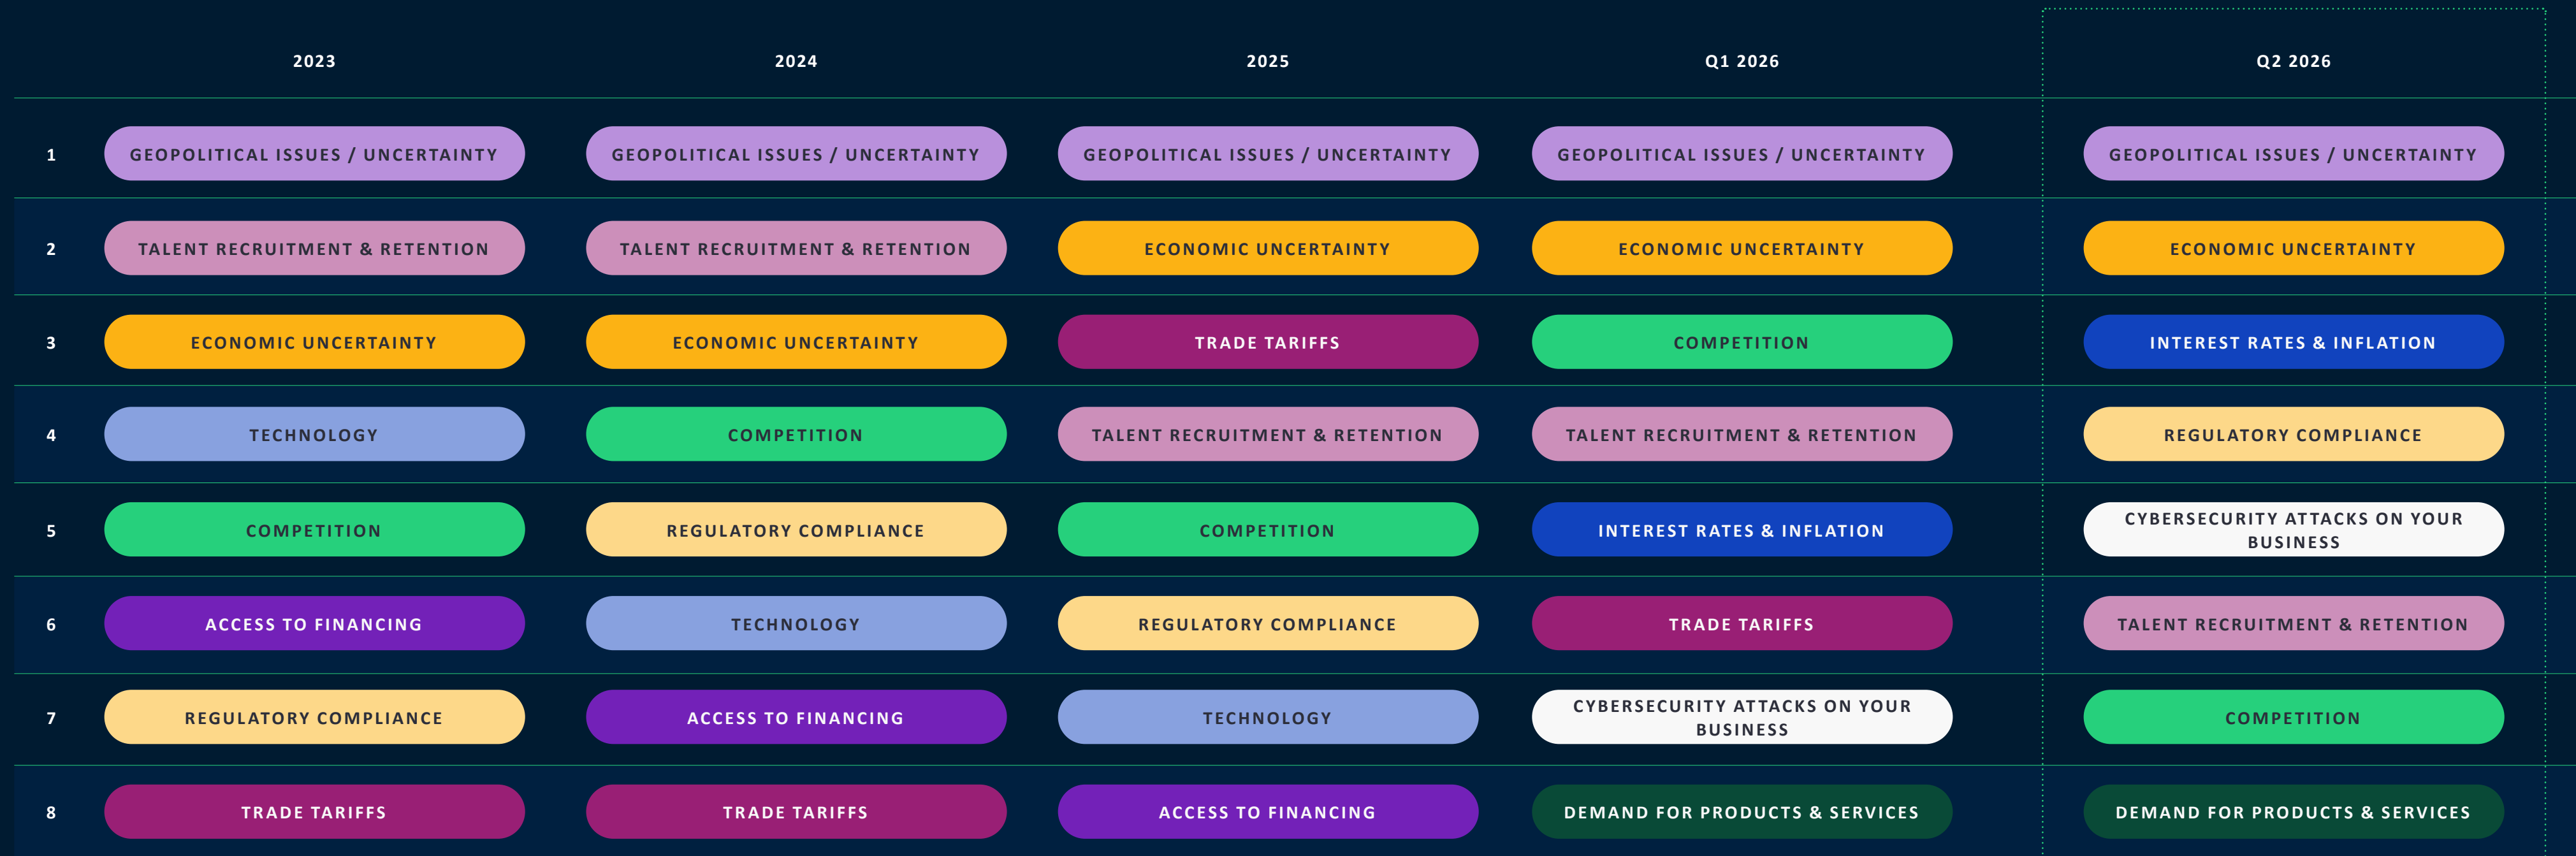 2023 2024 2025 Q1 2026 Q2 2026
1 GEOPOLITICAL ISSUES / UNCERTAINTY GEOPOLITICAL ISSUES / UNCERTAINTY GEOPOLITICAL ISSUES / UNCERTAINTY GEOPOLITICAL ISSUES / UNCERTAINTY GEOPOLITICAL ISSUES / UNCERTAINTY
2 TALENT RECRUITMENT & RETENTION TALENT RECRUITMENT & RETENTION ECONOMIC UNCERTAINTY ECONOMIC UNCERTAINTY ECONOMIC UNCERTAINTY
3 ECONOMIC UNCERTAINTY ECONOMIC UNCERTAINTY TRADE TARIFFS COMPETITION INTEREST RATES & INFLATION
4 TECHNOLOGY COMPETITION TALENT RECRUITMENT & RETENTION TALENT RECRUITMENT & RETENTION REGULATORY COMPLIANCE
5 COMPETITION REGULATORY COMPLIANCE COMPETITION INTEREST RATES & INFLATION CYBERSECURITY ATTACKS ON YOUR
BUSINESS
6 ACCESS TO FINANCING TECHNOLOGY REGULATORY COMPLIANCE TRADE TARIFFS TALENT RECRUITMENT & RETENTION
7 REGULATORY COMPLIANCE ACCESS TO FINANCING TECHNOLOGY CYBERSECURITY ATTACKS ON YOUR
BUSINESS
COMPETITION
8 TRADE TARIFFS TRADE TARIFFS ACCESS TO FINANCING DEMAND FOR PRODUCTS & SERVICES DEMAND FOR PRODUCTS & SERVICES